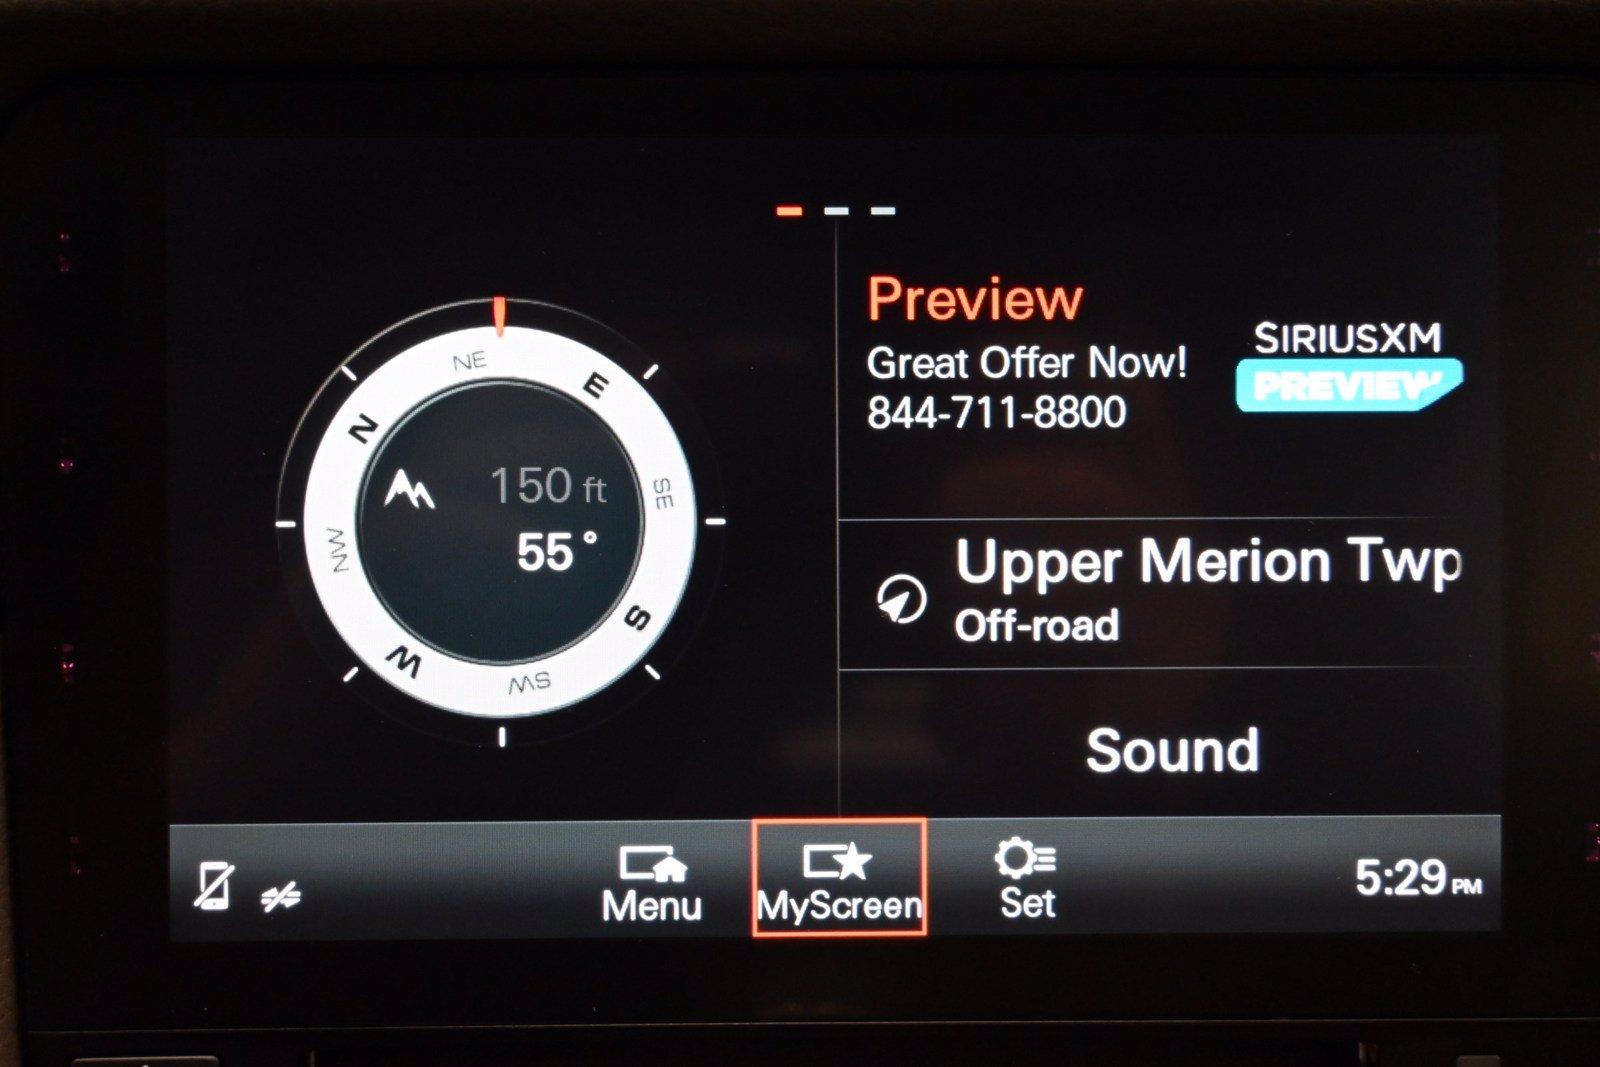 NE
E
N
SE
150 ft
55°
NW
S
W
SW
Preview
Great Offer Now!
844-711-8800
SIRIUSXM
PREVIEW
Upper Merion Twp
Off-road
Sound
Menu
MyScreen
Set
5:29 PM